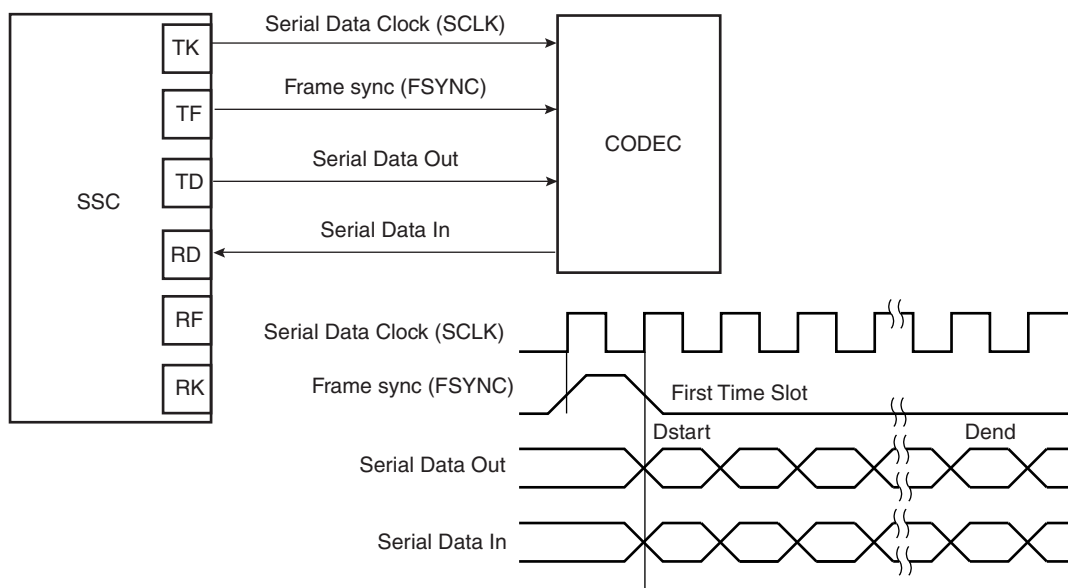 SSC
TK
TF
TD
RD
RF
RK
Serial Data Clock (SCLK)
Frame sync (FSYNC)
Serial Data Out
Serial Data In
CODEC
Serial Data Clock (SCLK)
Frame sync (FSYNC)
First Time Slot
Dstart
Dend
Serial Data Out
Serial Data In